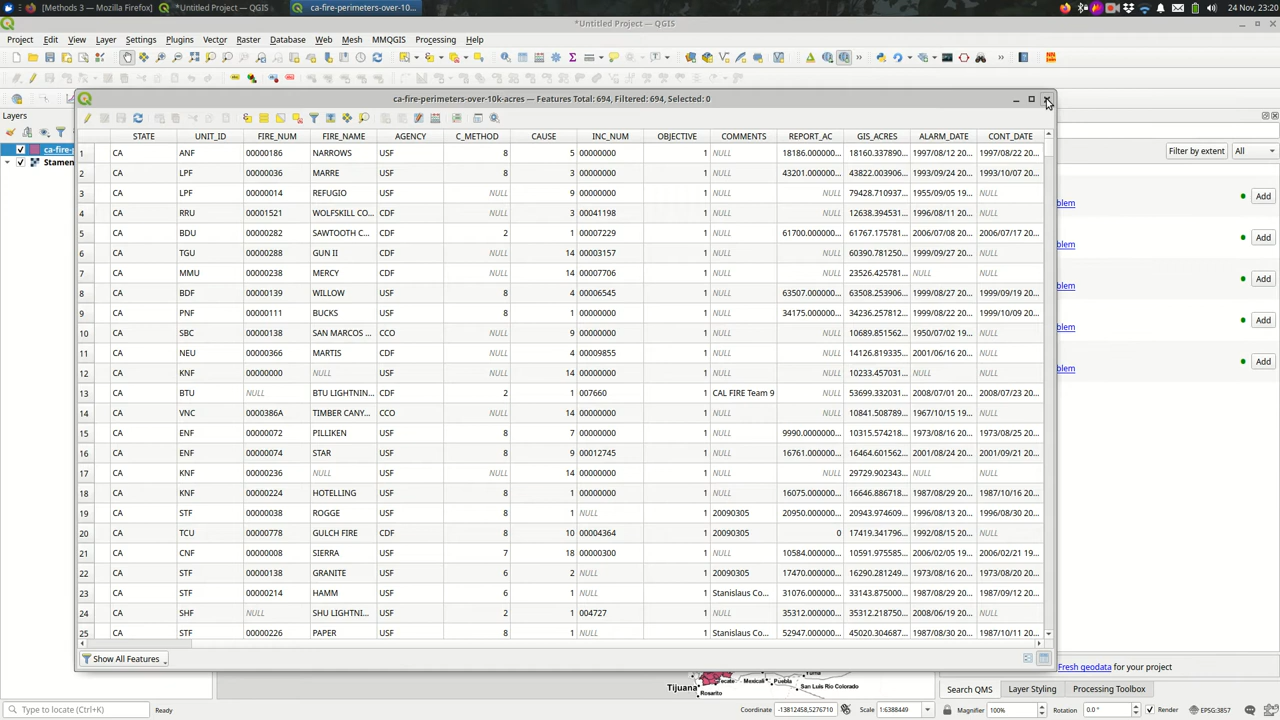 [Methods 3 — Mozilla Firefox]
*Untitled Project — QGIS
ca-fire-perimeters-over-10...
24 Nov, 23:20
*Untitled Project — QGIS
Project Edit View Layer Settings Plugins Vector Raster Database Web Mesh MMQGIS Processing Help
ca-fire-perimeters-over-10k-acres — Features Total: 694, Filtered: 694, Selected: 0
Layers
ca-fire-p
Stamen
STATE UNIT_ID FIRE_NUM FIRE_NAME AGENCY C_METHOD CAUSE INC_NUM OBJECTIVE COMMENTS REPORT_AC GIS_ACRES ALARM_DATE CONT_DATE
1 CA ANF 00000186 NARROWS USF 8 5 00000000 1 NULL 18186.000000... 18160.337890... 1997/08/12 20... 1997/08/22 20...
2 CA LPF 00000036 MARRE USF 8 3 00000000 1 NULL 43201.000000... 43822.003906... 1993/09/24 20... 1993/10/07 20...
3 CA LPF 00000014 REFUGIO USF NULL 9 00000000 1 NULL NULL 79428.710937... 1955/09/05 19... NULL
4 CA RRU 00001521 WOLFSKILL CO... CDF NULL 3 00041198 1 NULL NULL 12638.394531... 1996/08/11 20... NULL
5 CA BDU 00000282 SAWTOOTH C... CDF 2 1 00007229 1 NULL 61700.000000... 61767.175781... 2006/07/08 20... 2006/07/17 20...
6 CA TGU 00000288 GUN II CDF NULL 14 00003157 1 NULL NULL 60390.781250... 1999/09/27 20... NULL
7 CA MMU 00000238 MERCY CDF NULL 14 00007706 1 NULL NULL 23526.425781... NULL NULL
8 CA BDF 00000139 WILLOW USF 8 4 00006545 1 NULL 63507.000000... 63508.253906... 1999/08/27 20... 1999/09/19 20...
9 CA PNF 00000111 BUCKS USF 8 1 00000000 1 NULL 34175.000000... 34236.257812... 1999/08/22 20... 1999/10/09 20...
10 CA SBC 00000138 SAN MARCOS ... CCO NULL 9 00000000 1 NULL NULL 10689.851562... 1950/07/02 19... NULL
11 CA NEU 00000366 MARTIS CDF NULL 4 00009855 1 NULL NULL 14126.819335... 2001/06/16 20... NULL
12 CA KNF 00000000 NULL USF NULL 14 00000000 1 NULL NULL 10233.457031... NULL NULL
13 CA BTU NULL BTU LIGHTNIN... CDF 2 1 007660 1 CAL FIRE Team 9 NULL 53699.332031... 2008/07/01 20... 2008/07/23 20...
14 CA VNC 0000386A TIMBER CANY... CCO NULL 14 00000000 1 NULL NULL 10841.508789... 1967/10/15 19... NULL
15 CA ENF 00000072 PILLIKEN USF 8 7 00000000 1 NULL 9990.0000000... 10315.574218... 1973/08/16 20... 1973/08/25 20...
16 CA ENF 00000074 STAR USF 8 9 00012745 1 NULL 16761.000000... 16464.601562... 2001/08/24 20... 2001/09/21 20...
17 CA KNF 00000236 NULL USF NULL 14 00000000 1 NULL NULL 29729.902343... NULL NULL
18 CA KNF 00000224 HOTELLING USF 8 1 00000000 1 NULL 16075.000000... 16646.886718... 1987/08/29 20... 1987/10/16 20...
19 CA STF 00000038 ROGGE USF 8 1 NULL 1 20090305 20950.000000... 20943.974609... 1996/08/13 20... 1996/08/30 20...
20 CA TCU 00000778 GULCH FIRE CDF 8 10 00004364 1 20090305 0 17419.341796... 1992/08/15 20... NULL
21 CA CNF 00000008 SIERRA USF 7 18 00000300 1 NULL 10584.000000... 10591.975585... 2006/02/05 19... 2006/02/21 19...
22 CA STF 00000138 GRANITE USF 6 2 NULL 1 20090305 17470.000000... 16290.281249... 1973/08/16 20... 1973/08/20 20...
23 CA STF 00000214 HAMM USF 6 1 NULL 1 Stanislaus Co... 31076.000000... 33143.875000... 1987/08/29 20... 1987/09/12 20...
24 CA SHF NULL SHU LIGHTNI... USF 2 1 004727 1 NULL 35312.000000... 35312.218750... 2008/06/19 20... NULL
25 CA STF 00000226 PAPER USF 8 1 NULL 1 Stanislaus Co... 52947.000000... 45020.304687... 1987/08/30 20... 1987/10/11 20...
Show All Features
Filter by extent All
blem Add
blem Add
blem Add
blem Add
blem Add
Fresh geodata for your project
Search QMS Layer Styling Processing Toolbox
Tijuana
Rosarito
Tecate
Mexicali
Puebla
San Luis Rio Colorado
Type to locate (Ctrl+K) Ready
Coordinate -13812458,5276710 Scale 1:6388449 Magnifier 100% Rotation 0.0 ° Render EPSG:3857